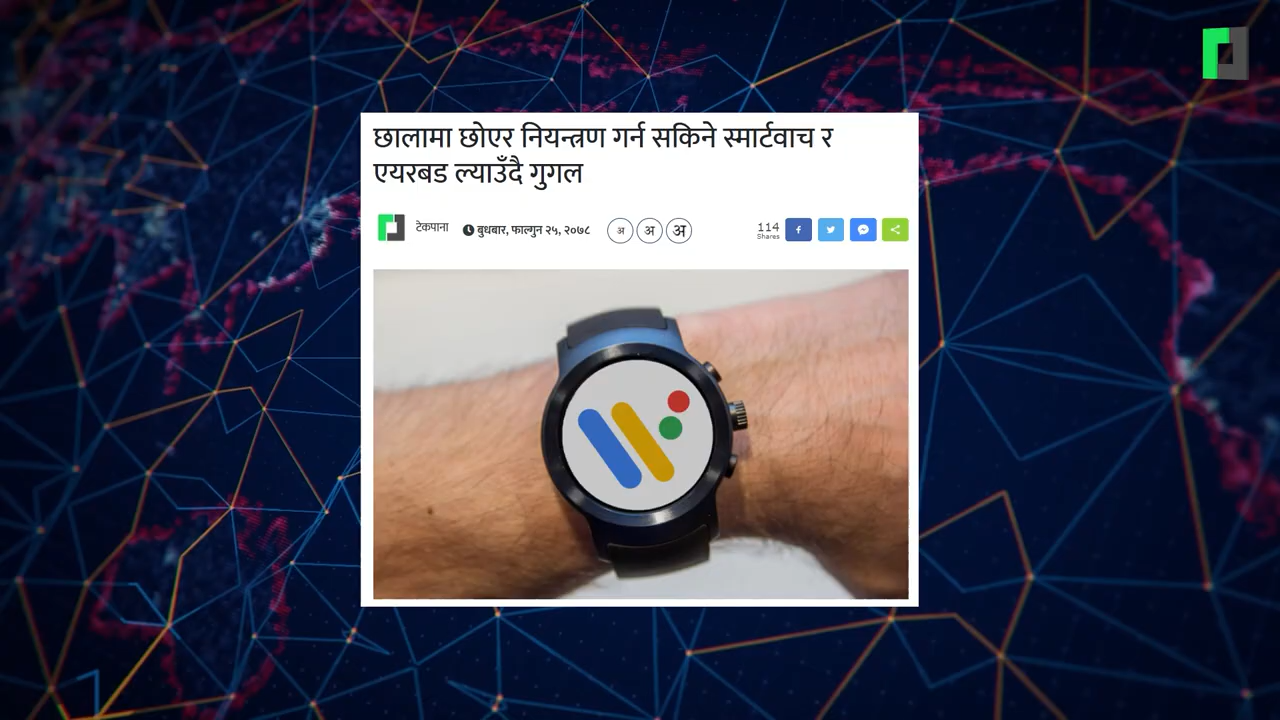 छालामा छोएर नियन्त्रण गर्न सकिने स्मार्टवाच र
एयरबड ल्याउँदै गुगल
टेकपाना बुधबार, फाल्गुन २५, २०७८ अ अ अ 114
Shares